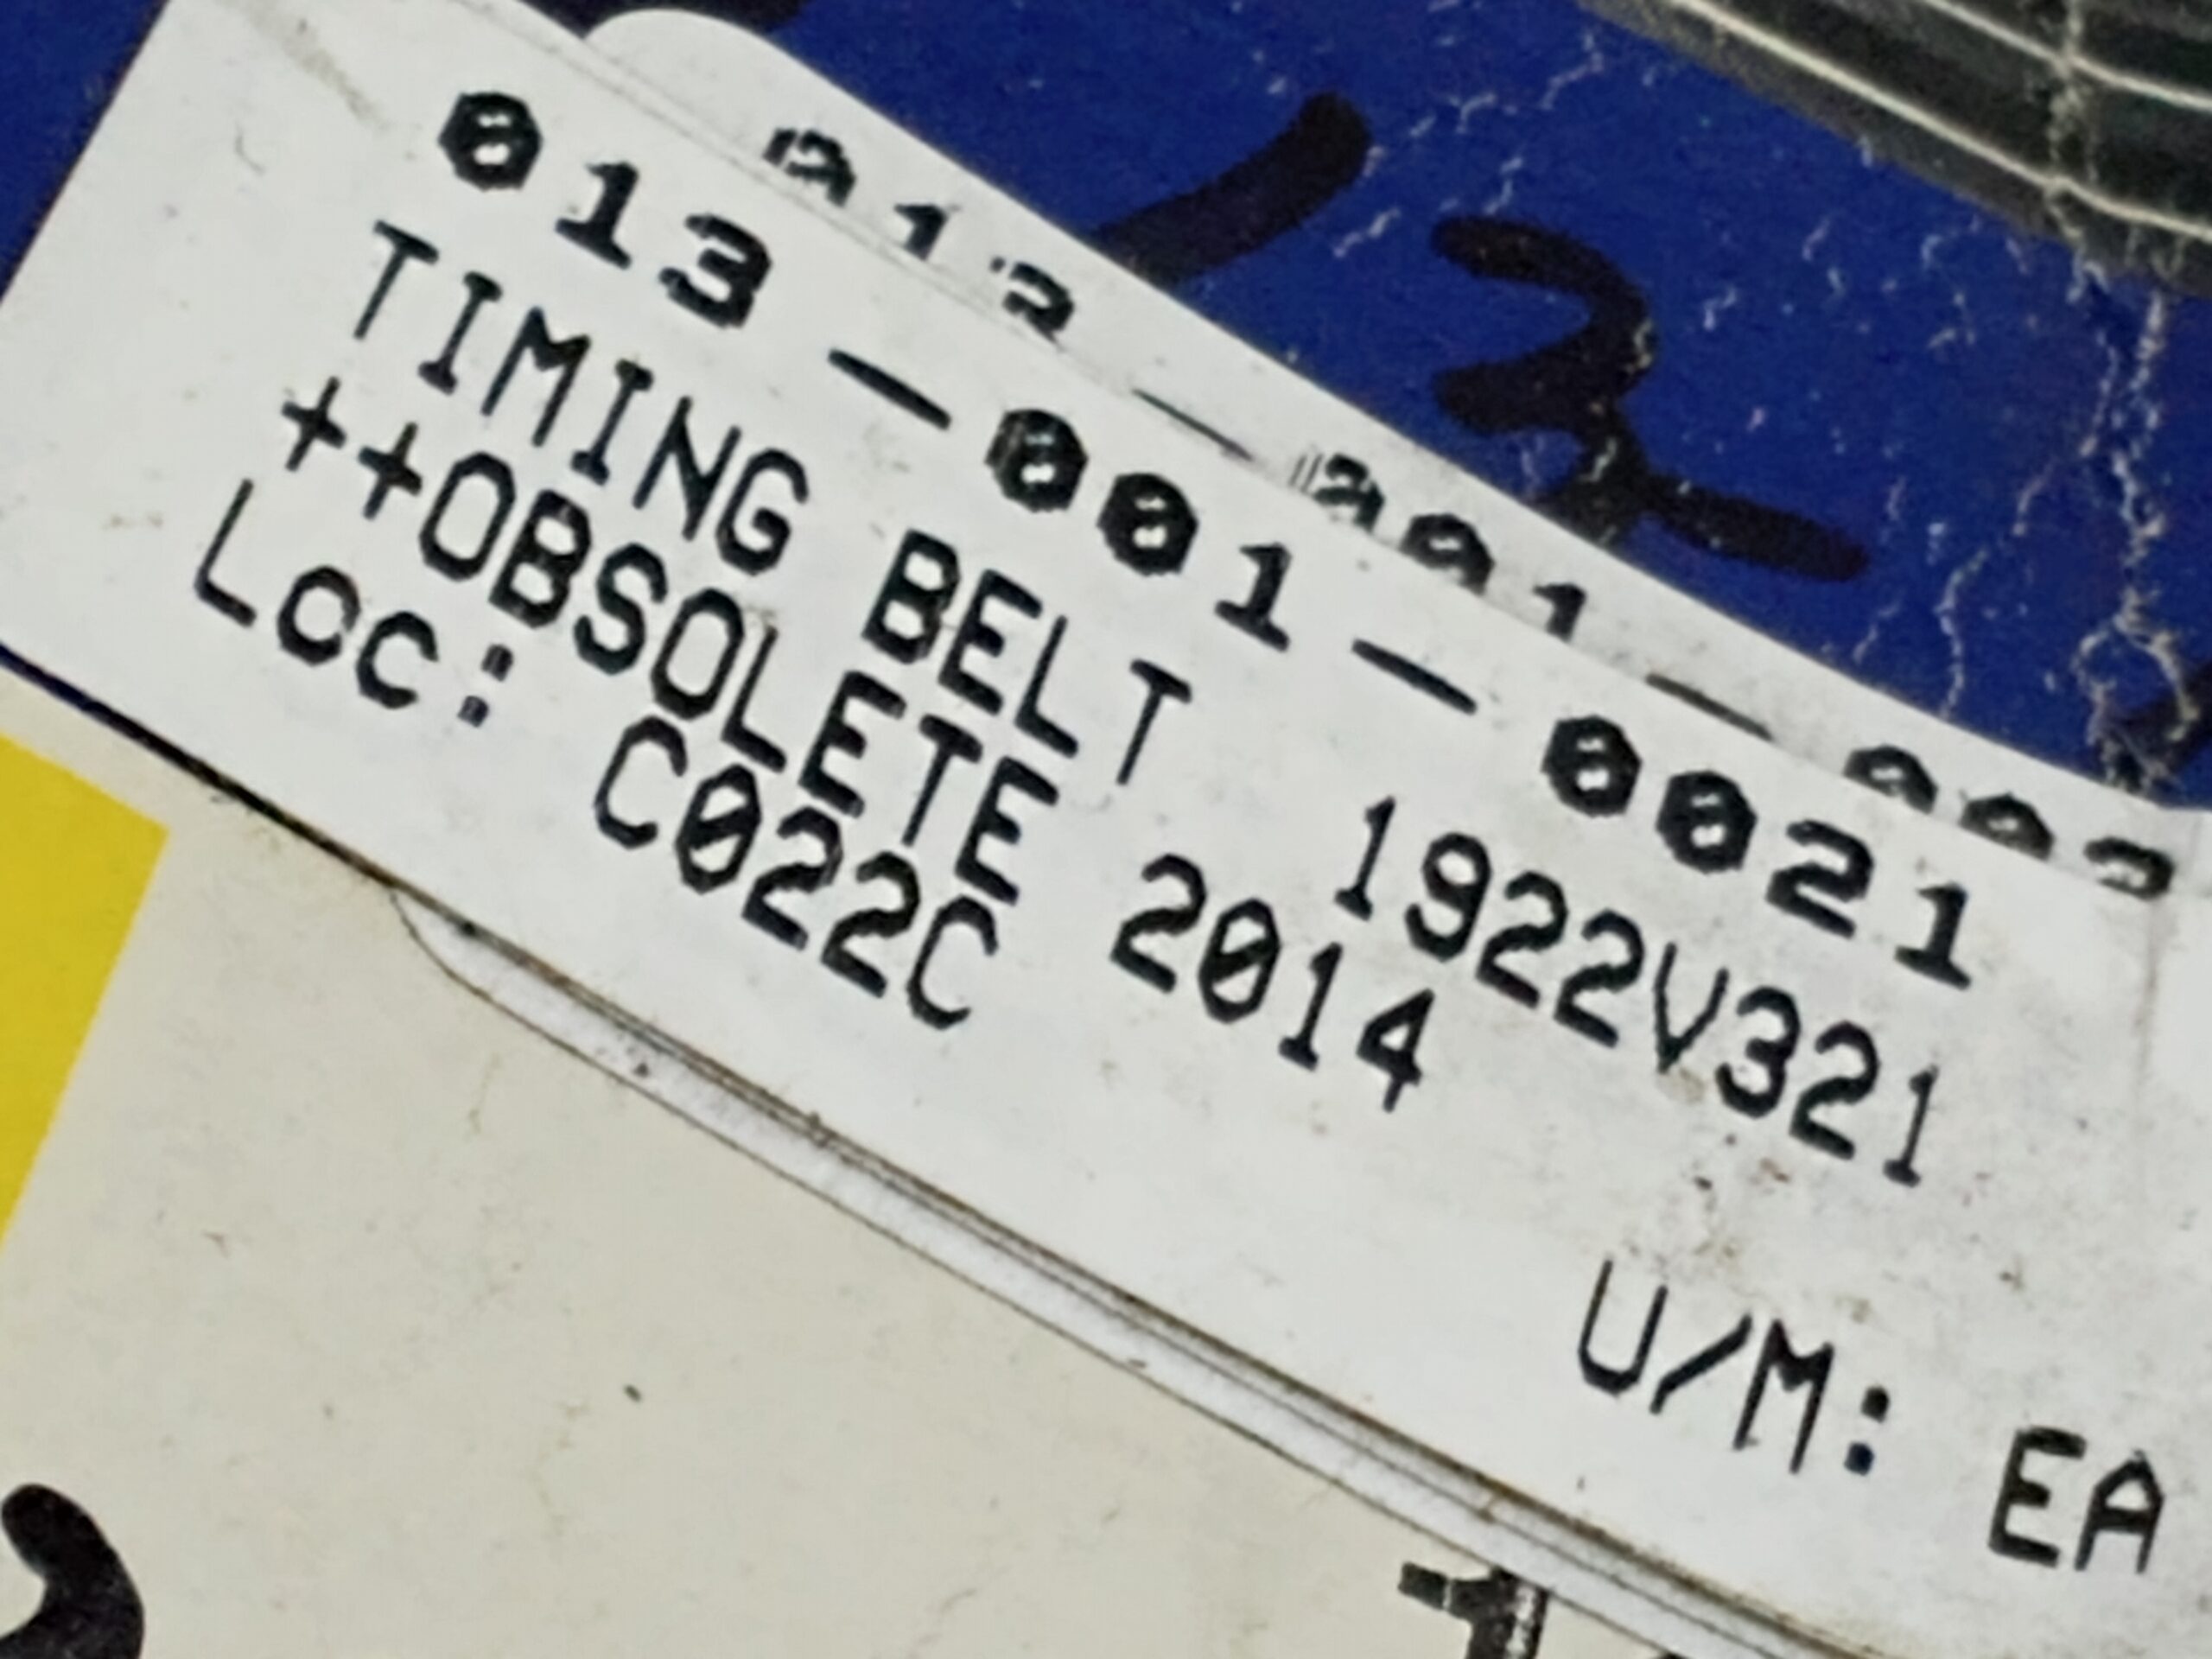 013-001-0021
TIMING BELT 1922V321
++OBSOLETE 2014
Loc: C022C
U/M: EA